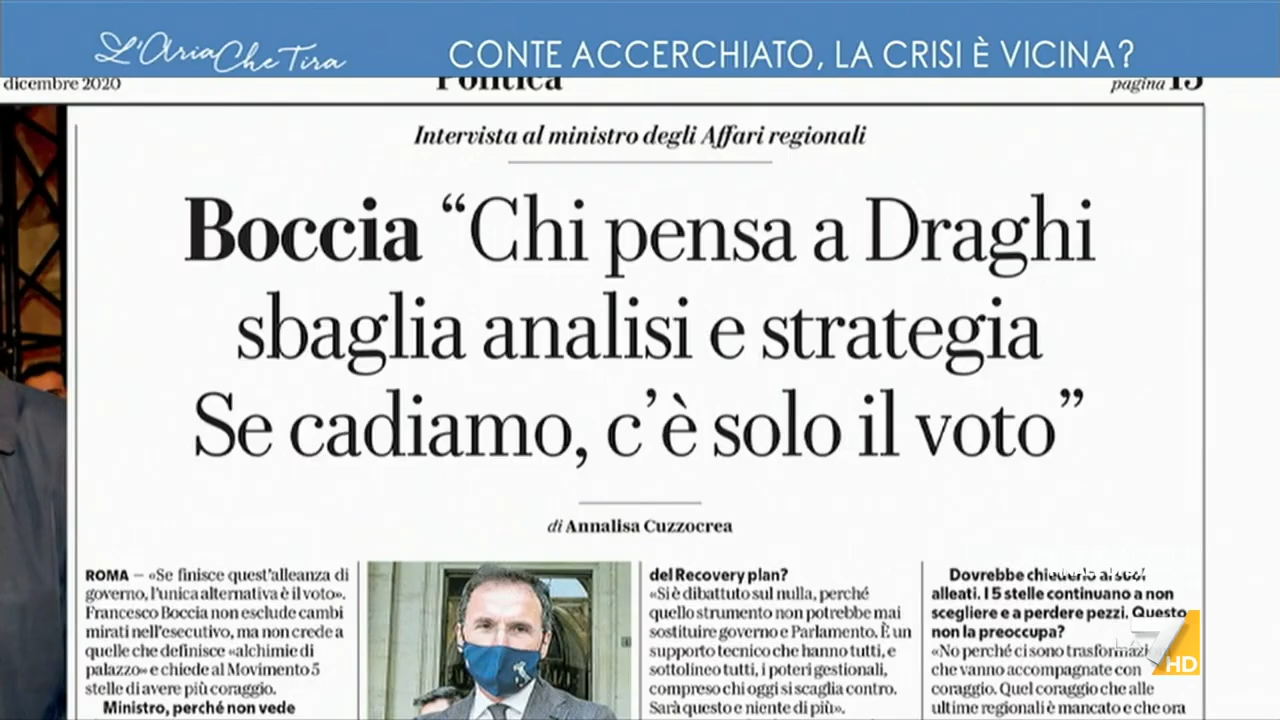 L'Aria Che Tira
CONTE ACCERCHIATO, LA CRISI È VICINA?
dicembre 2020
Politica
pagina 15
Intervista al ministro degli Affari regionali
Boccia “Chi pensa a Draghi
sbaglia analisi e strategia
Se cadiamo, c’è solo il voto”
di Annalisa Cuzzocrea
ROMA – «Se finisce quest’alleanza di
governo, l’unica alternativa è il voto».
Francesco Boccia non esclude cambi
mirati nell’esecutivo, ma non crede a
quelle che definisce «alchimie di
palazzo» e chiede al Movimento 5
stelle di avere più coraggio.
Ministro, perché non vede
del Recovery plan?
«Si è dibattuto sul nulla, perché
quello strumento non potrebbe mai
sostituire governo e Parlamento. È un
supporto tecnico che hanno tutti, e
sottolineo tutti, i poteri gestionali,
compreso chi oggi si scaglia contro.
Sarà questo e niente di più».
Dovrebbe
alleati. I 5 stelle continuano a non
scegliere e a perdere pezzi. Questo
non la preoccupa?
«No perché ci sono
che vanno accompagnate con
coraggio. Quel coraggio che alle
ultime regionali è mancato e che ora
7 HD